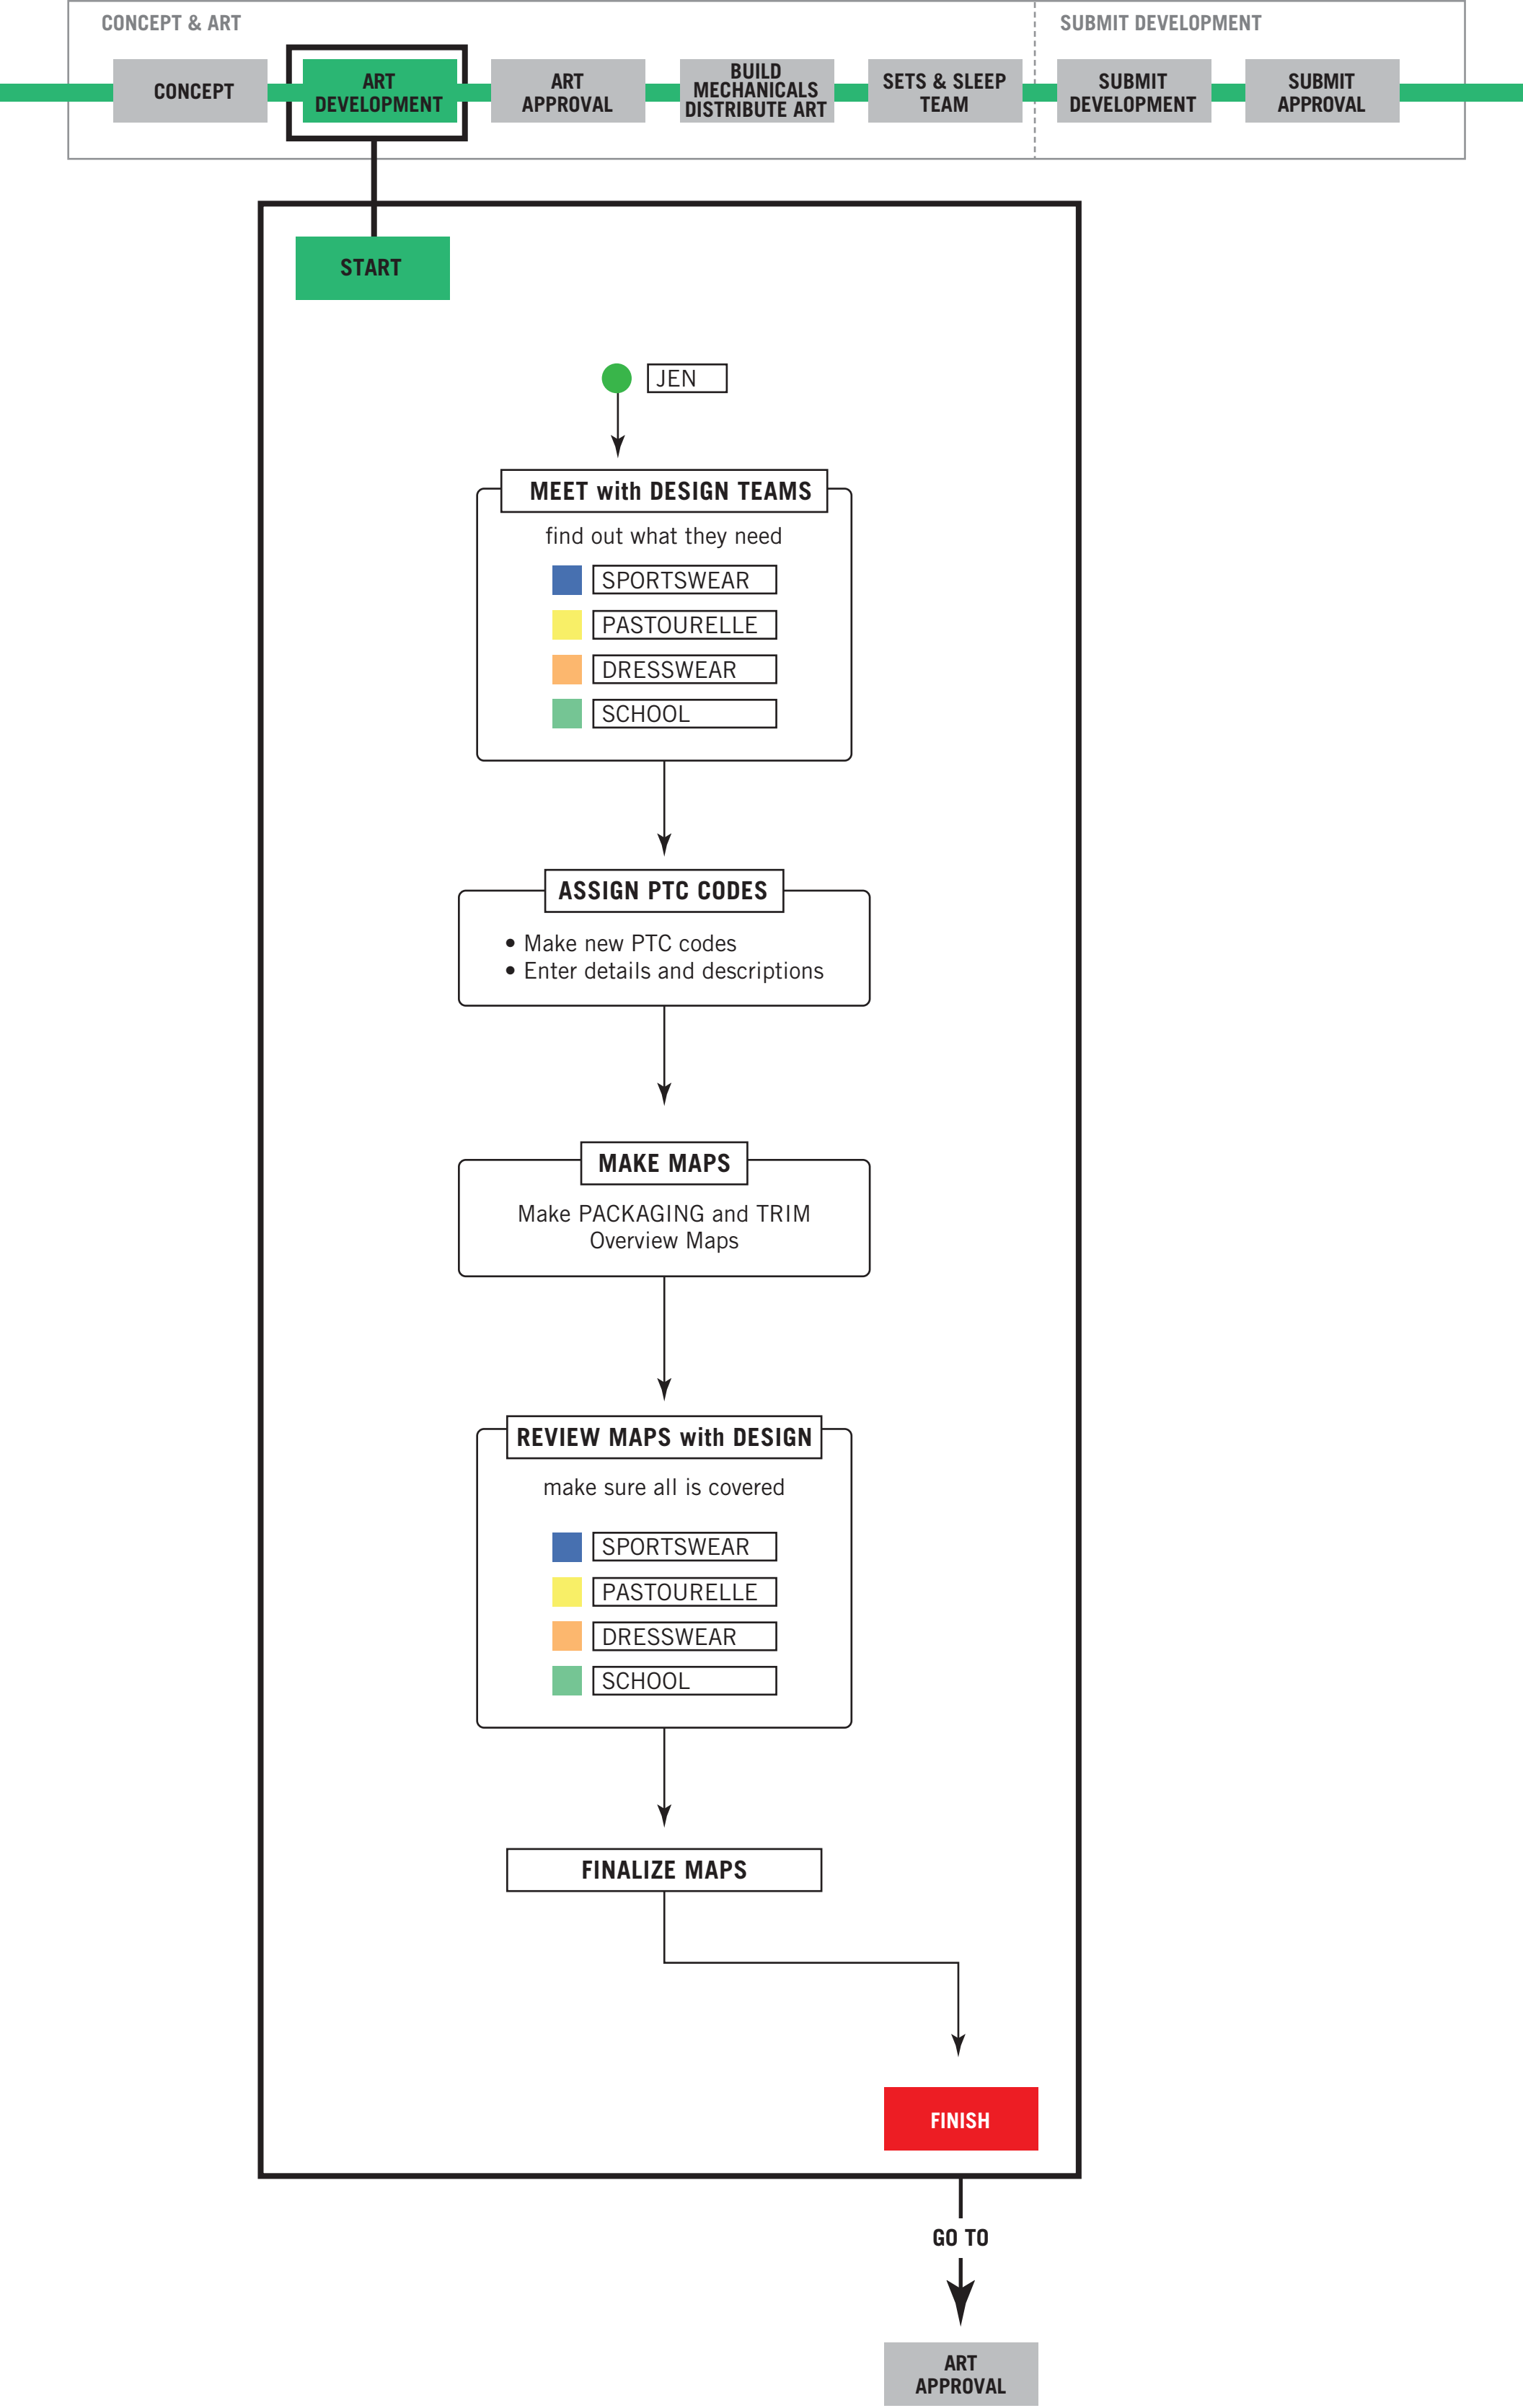 CONCEPT & ART
SUBMIT DEVELOPMENT
CONCEPT
ART
DEVELOPMENT
ART
APPROVAL
BUILD
MECHANICALS
DISTRIBUTE ART
SETS & SLEEP
TEAM
SUBMIT
DEVELOPMENT
SUBMIT
APPROVAL
START
JEN
MEET with DESIGN TEAMS
find out what they need
SPORTSWEAR
PASTOURELLE
DRESSWEAR
SCHOOL
ASSIGN PTC CODES
• Make new PTC codes
• Enter details and descriptions
MAKE MAPS
Make PACKAGING and TRIM
Overview Maps
REVIEW MAPS with DESIGN
make sure all is covered
SPORTSWEAR
PASTOURELLE
DRESSWEAR
SCHOOL
FINALIZE MAPS
FINISH
GO TO
ART
APPROVAL